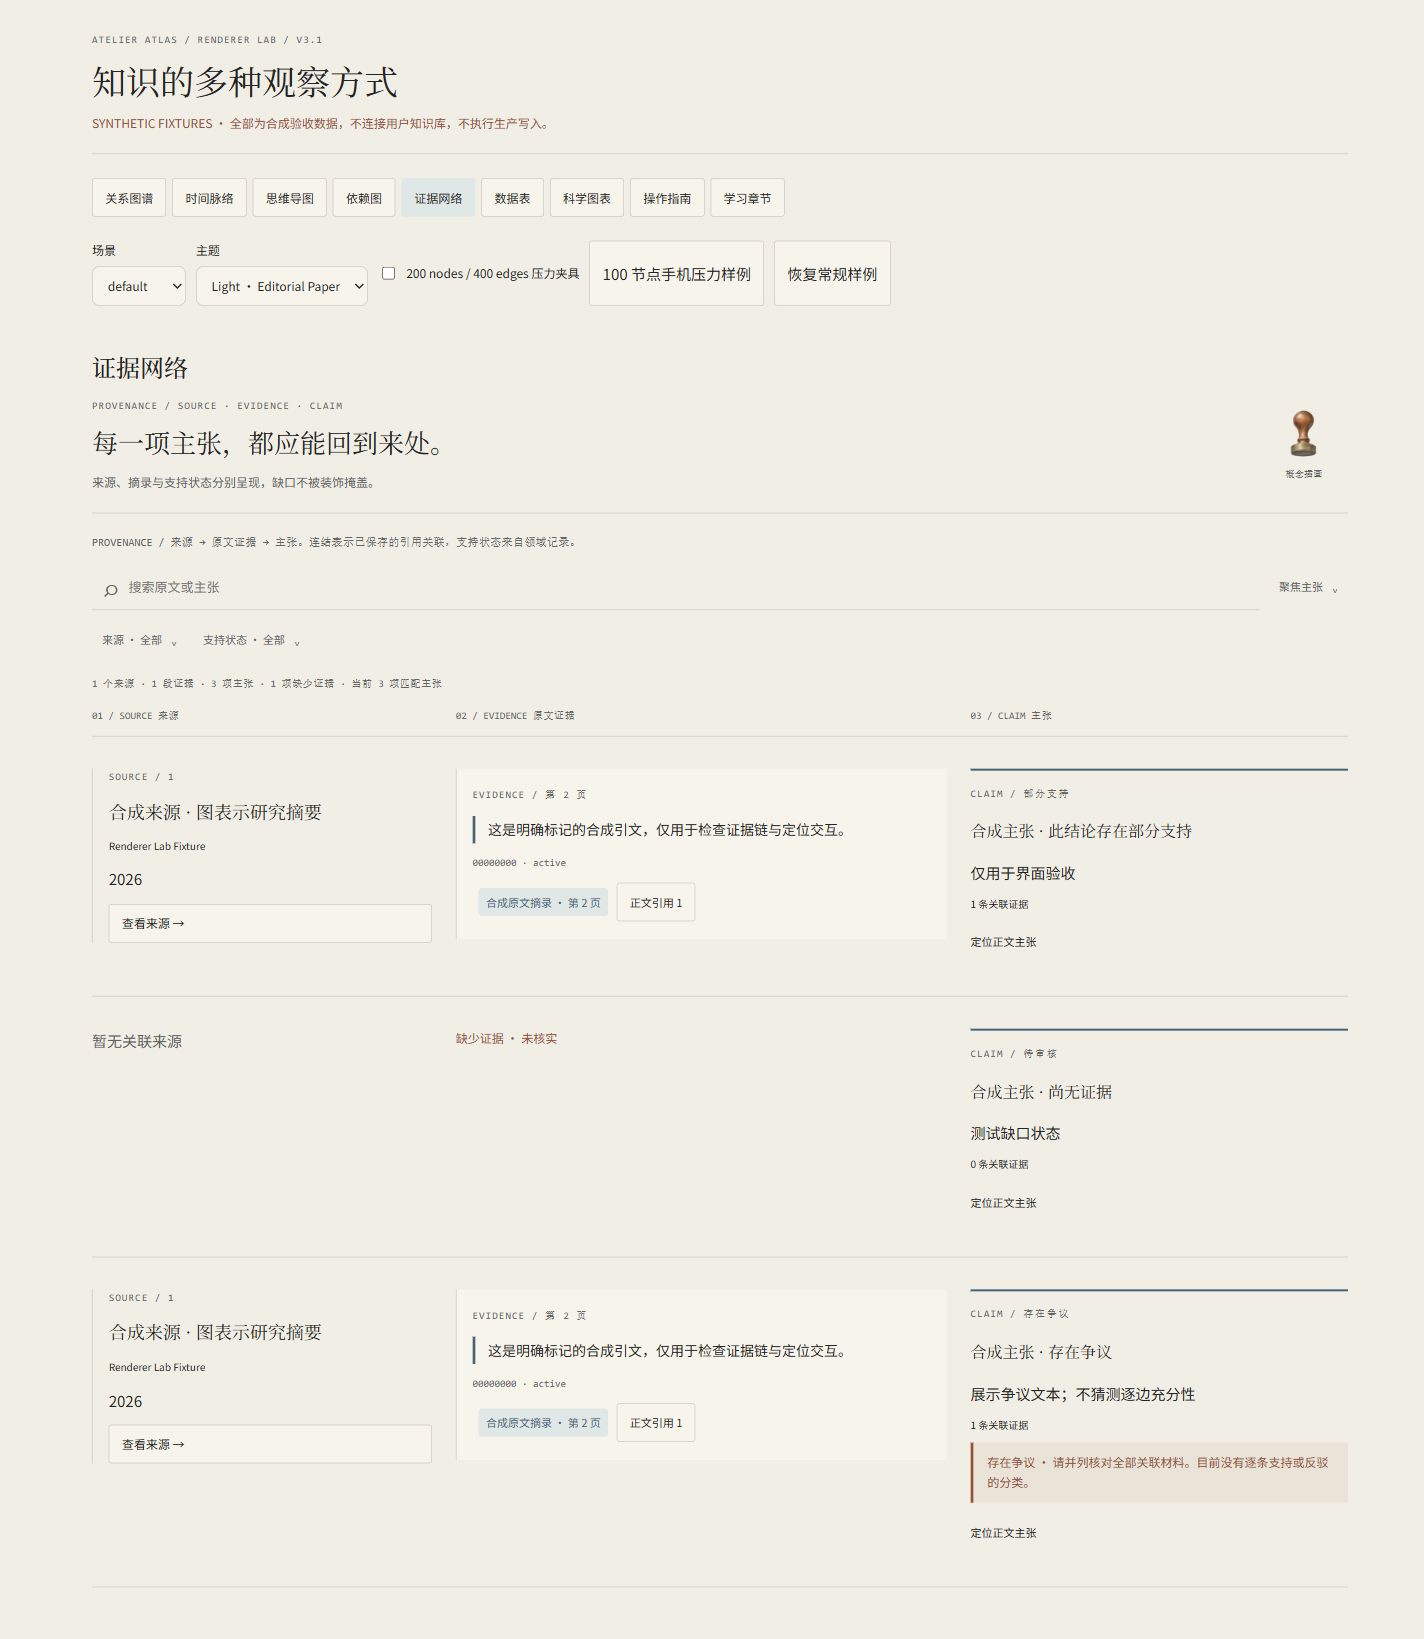 ATELIER ATLAS / RENDERER LAB / V3.1
知识的多种观察方式
SYNTHETIC FIXTURES · 全部为合成验收数据，不连接用户知识库，不执行生产写入。
关系图谱 时间脉络 思维导图 依赖图 证据网络 数据表 科学图表 操作指南 学习章节
场景 主题
default Light · Editorial Paper 200 nodes / 400 edges 压力夹具 100 节点手机压力样例 恢复常规样例
证据网络
PROVENANCE / SOURCE · EVIDENCE · CLAIM
每一项主张，都应能回到来处。
来源、摘录与支持状态分别呈现，缺口不被装饰掩盖。
概念插画
PROVENANCE / 来源 → 原文证据 → 主张。连结表示已保存的引用关联，支持状态来自领域记录。
搜索原文或主张 聚焦主张
来源 · 全部 支持状态 · 全部
1 个来源 · 1 段证据 · 3 项主张 · 1 项缺少证据 · 当前 3 项匹配主张
01 / SOURCE 来源 02 / EVIDENCE 原文证据 03 / CLAIM 主张
SOURCE / 1
合成来源 · 图表示研究摘要
Renderer Lab Fixture
2026
查看来源 →
EVIDENCE / 第 2 页
这是明确标记的合成引文，仅用于检查证据链与定位交互。
00000000 · active
合成原文摘录 · 第 2 页 正文引用 1
CLAIM / 部分支持
合成主张 · 此结论存在部分支持
仅用于界面验收
1 条关联证据
定位正文主张
暂无关联来源
缺少证据 · 未核实
CLAIM / 待审核
合成主张 · 尚无证据
测试缺口状态
0 条关联证据
定位正文主张
SOURCE / 1
合成来源 · 图表示研究摘要
Renderer Lab Fixture
2026
查看来源 →
EVIDENCE / 第 2 页
这是明确标记的合成引文，仅用于检查证据链与定位交互。
00000000 · active
合成原文摘录 · 第 2 页 正文引用 1
CLAIM / 存在争议
合成主张 · 存在争议
展示争议文本；不猜测逐边充分性
1 条关联证据
存在争议 · 请并列核对全部关联材料。目前没有逐条支持或反驳
的分类。
定位正文主张